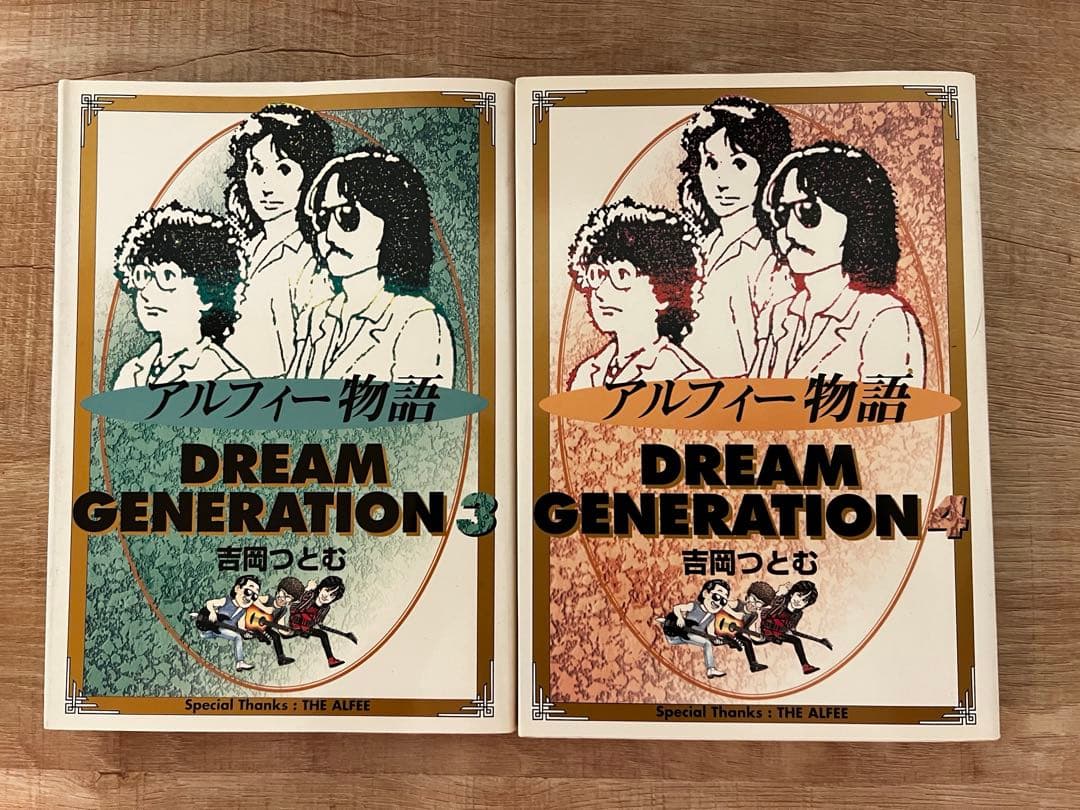 アルフィー物語
DREAM
GENERATION 3
吉岡つとむ
Special Thanks : THE ALFEE
アルフィー物語
DREAM
GENERATION 4
吉岡つとむ
Special Thanks : THE ALFEE